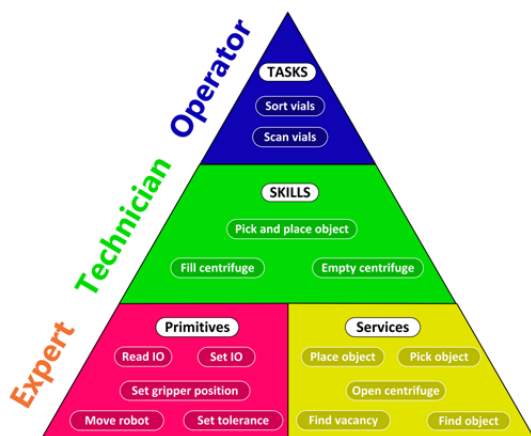 Operator
TASKS
Sort vials
Scan vials
Technician
SKILLS
Pick and place object
Fill centrifuge
Empty centrifuge
Expert
Primitives
Read IO
Set IO
Set gripper position
Move robot
Set tolerance
Services
Place object
Pick object
Open centrifuge
Find vacancy
Find object